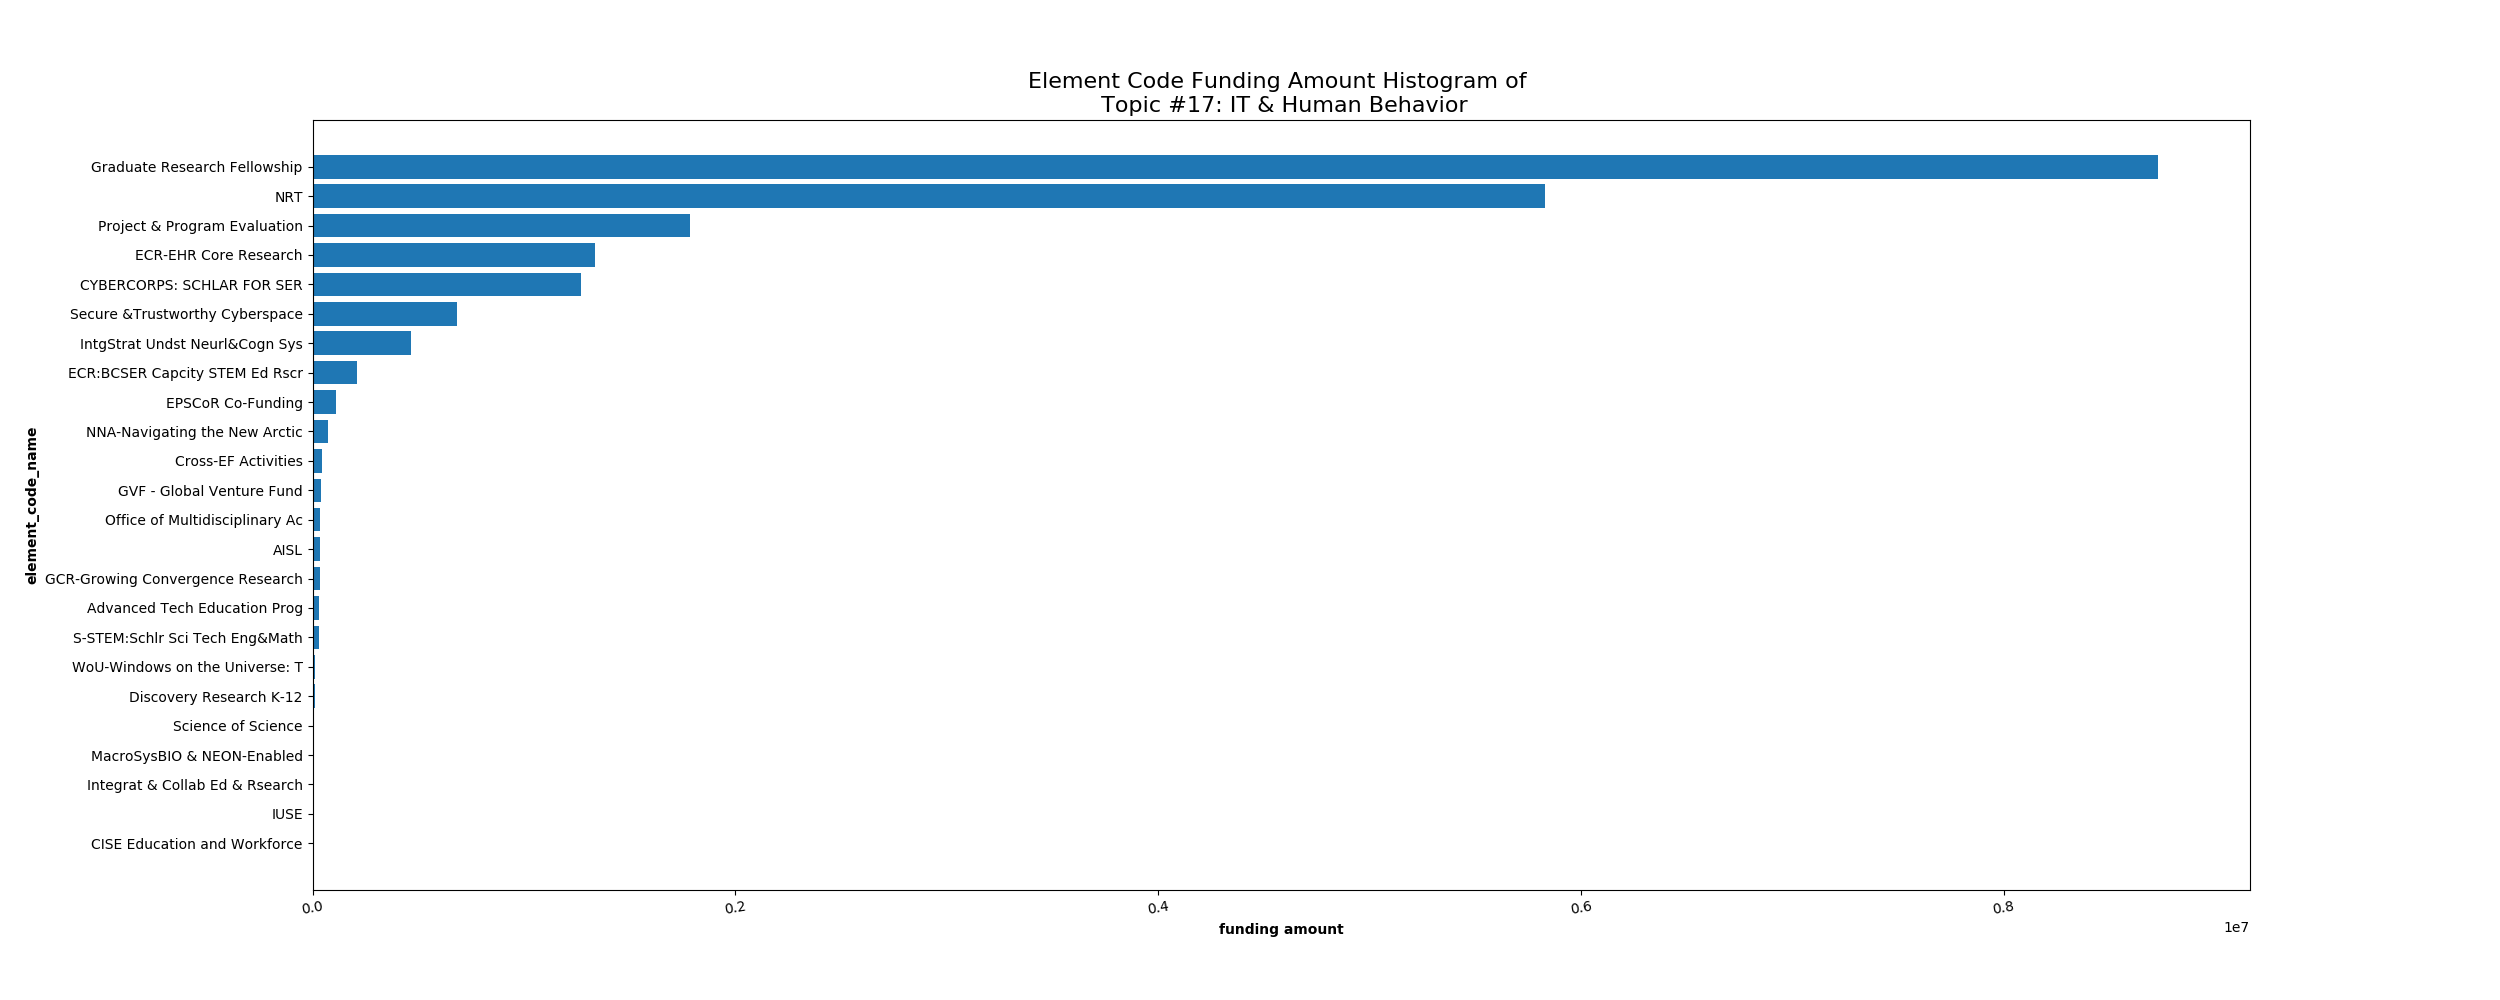 Element Code Funding Amount Histogram of
Topic #17: IT & Human Behavior
element_code_name
Graduate Research Fellowship
NRT
Project & Program Evaluation
ECR-EHR Core Research
CYBERCORPS: SCHLAR FOR SER
Secure &Trustworthy Cyberspace
IntgStrat Undst Neurl&Cogn Sys
ECR:BCSER Capcity STEM Ed Rscr
EPSCoR Co-Funding
NNA-Navigating the New Arctic
Cross-EF Activities
GVF - Global Venture Fund
Office of Multidisciplinary Ac
AISL
GCR-Growing Convergence Research
Advanced Tech Education Prog
S-STEM:Schlr Sci Tech Eng&Math
WoU-Windows on the Universe: T
Discovery Research K-12
Science of Science
MacroSysBIO & NEON-Enabled
Integrat & Collab Ed & Rsearch
IUSE
CISE Education and Workforce
0.0 0.2 0.4 0.6 0.8
1e7
funding amount